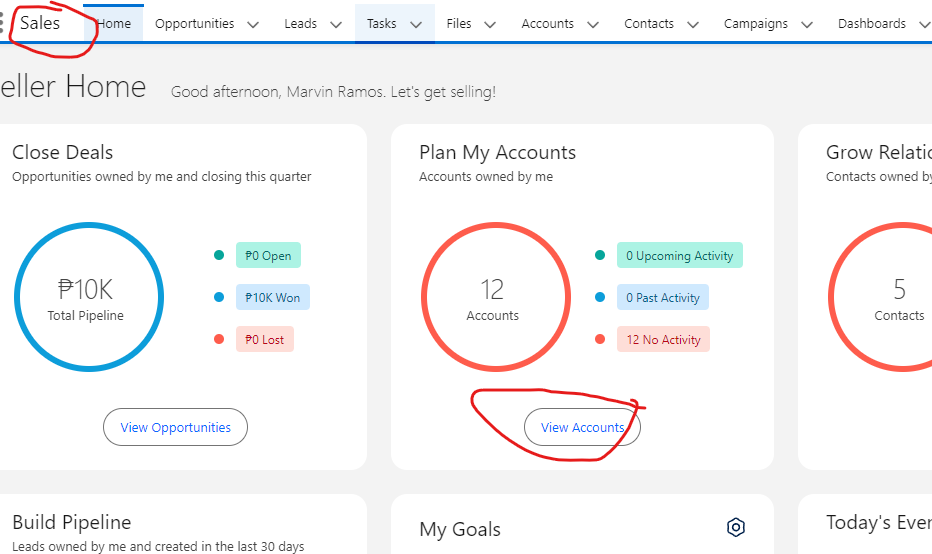 Sales Home Opportunities Leads Tasks Files Accounts Contacts Campaigns Dashboards
eller Home Good afternoon, Marvin Ramos. Let's get selling!
Close Deals
Opportunities owned by me and closing this quarter
₱10K
Total Pipeline
₱0 Open
₱10K Won
₱0 Lost
View Opportunities
Plan My Accounts
Accounts owned by me
12
Accounts
0 Upcoming Activity
0 Past Activity
12 No Activity
View Accounts
Grow Relatic
Contacts owned by
5
Contacts
Build Pipeline
Leads owned by me and created in the last 30 days
My Goals
Today's Ever